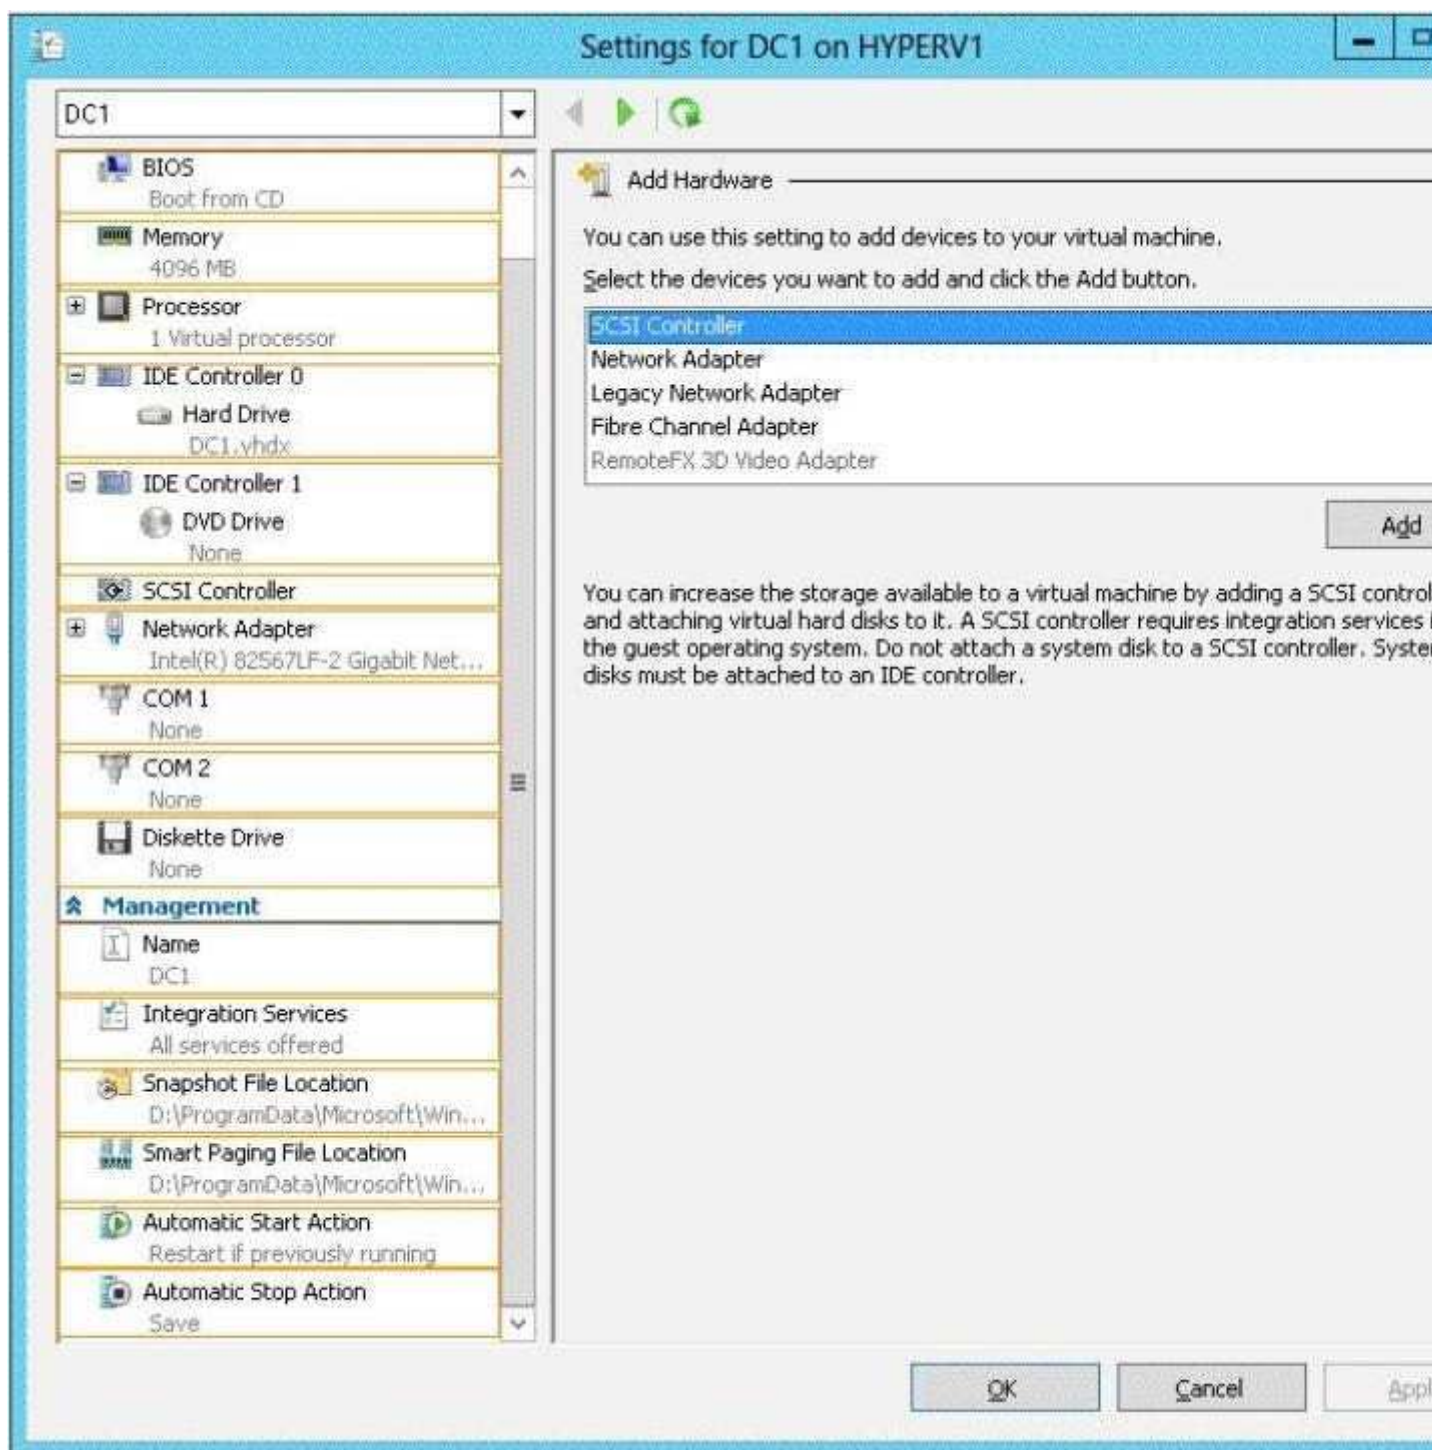 Settings for DC1 on HYPERV1
DC1
BIOS
Boot from CD
Memory
4096 MB
Processor
1 Virtual processor
IDE Controller 0
Hard Drive
DC1.vhdx
IDE Controller 1
DVD Drive
None
SCSI Controller
Network Adapter
Intel(R) 82567LF-2 Gigabit Net...
COM 1
None
COM 2
None
Diskette Drive
None
Management
Name
DC1
Integration Services
All services offered
Snapshot File Location
D:\ProgramData\Microsoft\Win...
Smart Paging File Location
D:\ProgramData\Microsoft\Win...
Automatic Start Action
Restart if previously running
Automatic Stop Action
Save
Add Hardware
You can use this setting to add devices to your virtual machine.
Select the devices you want to add and click the Add button.
SCSI Controller
Network Adapter
Legacy Network Adapter
Fibre Channel Adapter
RemoteFX 3D Video Adapter
Add
You can increase the storage available to a virtual machine by adding a SCSI control
and attaching virtual hard disks to it. A SCSI controller requires integration services i
the guest operating system. Do not attach a system disk to a SCSI controller. Syste
disks must be attached to an IDE controller.
OK
Cancel
Appl